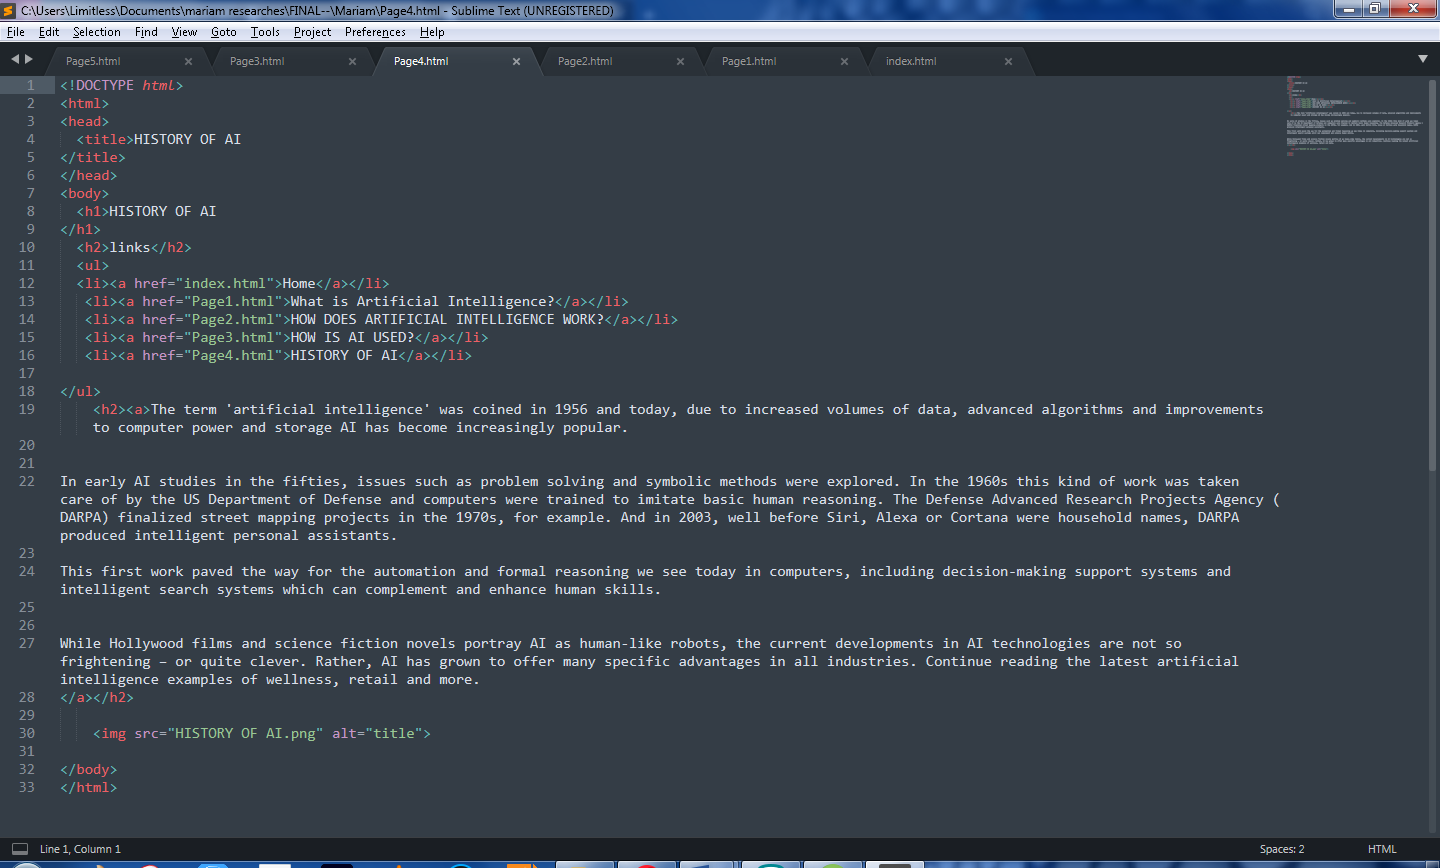 C:\Users\Limitless\Documents\mariam researches\FINAL--\Mariam\Page4.html - Sublime Text (UNREGISTERED)
File Edit Selection Find View Goto Tools Project Preferences Help
Page5.html × Page3.html × Page4.html × Page2.html × Page1.html × index.html ×
1 <!DOCTYPE html>
2 <html>
3 <head>
4 <title>HISTORY OF AI
5 </title>
6 </head>
7 <body>
8 <h1>HISTORY OF AI
9 </h1>
10 <h2>links</h2>
11 <ul>
12 <li><a href="index.html">Home</a></li>
13 <li><a href="Page1.html">What is Artificial Intelligence?</a></li>
14 <li><a href="Page2.html">HOW DOES ARTIFICIAL INTELLIGENCE WORK?</a></li>
15 <li><a href="Page3.html">HOW IS AI USED?</a></li>
16 <li><a href="Page4.html">HISTORY OF AI</a></li>
17
18 </ul>
19 <h2><a>The term 'artificial intelligence' was coined in 1956 and today, due to increased volumes of data, advanced algorithms and improvements
to computer power and storage AI has become increasingly popular.
20
21
22 In early AI studies in the fifties, issues such as problem solving and symbolic methods were explored. In the 1960s this kind of work was taken
care of by the US Department of Defense and computers were trained to imitate basic human reasoning. The Defense Advanced Research Projects Agency (
DARPA) finalized street mapping projects in the 1970s, for example. And in 2003, well before Siri, Alexa or Cortana were household names, DARPA
produced intelligent personal assistants.
23
24 This first work paved the way for the automation and formal reasoning we see today in computers, including decision-making support systems and
intelligent search systems which can complement and enhance human skills.
25
26
27 While Hollywood films and science fiction novels portray AI as human-like robots, the current developments in AI technologies are not so
frightening – or quite clever. Rather, AI has grown to offer many specific advantages in all industries. Continue reading the latest artificial
intelligence examples of wellness, retail and more.
28 </a></h2>
29
30 <img src="HISTORY OF AI.png" alt="title">
31
32 </body>
33 </html>
Line 1, Column 1 Spaces: 2 HTML